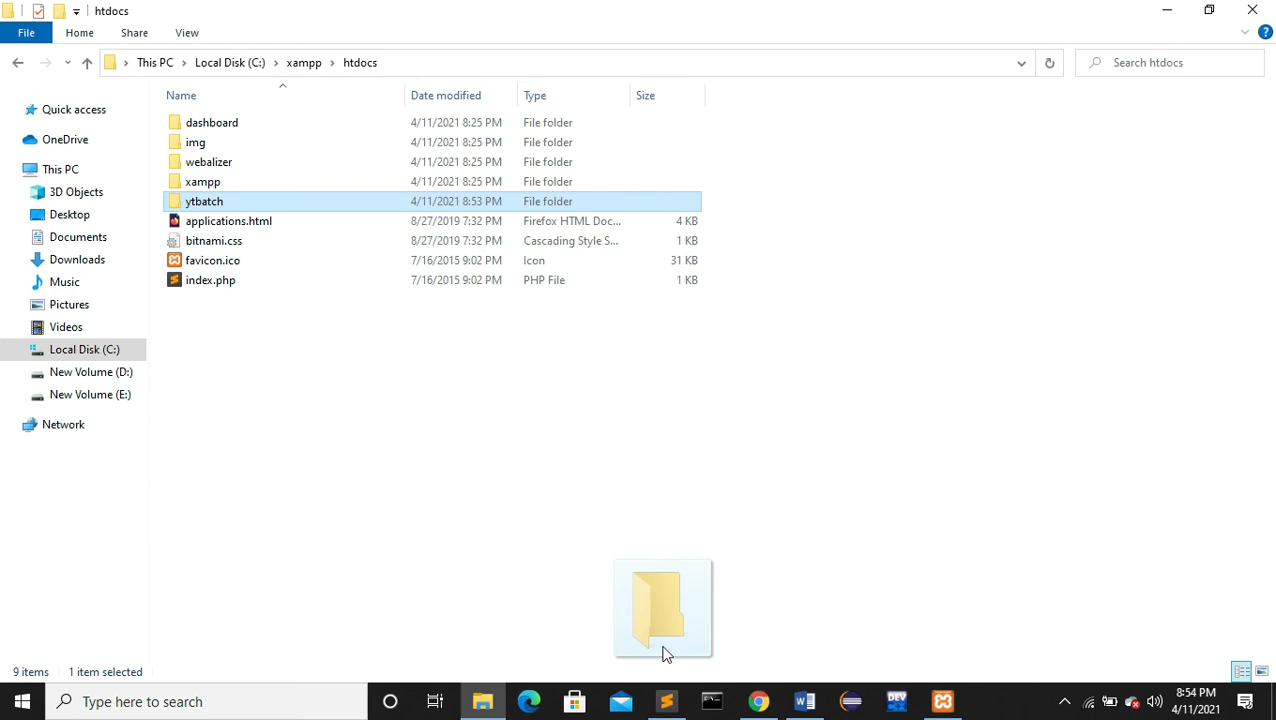 htdocs
File Home Share View
This PC Local Disk (C:) xampp htdocs Search htdocs
Name Date modified Type Size
Quick access
OneDrive
This PC
3D Objects
Desktop
Documents
Downloads
Music
Pictures
Videos
Local Disk (C:)
New Volume (D:)
New Volume (E:)
Network
dashboard 4/11/2021 8:25 PM File folder
img 4/11/2021 8:25 PM File folder
webalizer 4/11/2021 8:25 PM File folder
xampp 4/11/2021 8:25 PM File folder
ytbatch 4/11/2021 8:53 PM File folder
applications.html 8/27/2019 7:32 PM Firefox HTML Doc... 4 KB
bitnami.css 8/27/2019 7:32 PM Cascading Style S... 1 KB
favicon.ico 7/16/2015 9:02 PM Icon 31 KB
index.php 7/16/2015 9:02 PM PHP File 1 KB
9 items 1 item selected
Type here to search
DEV
8:54 PM
4/11/2021